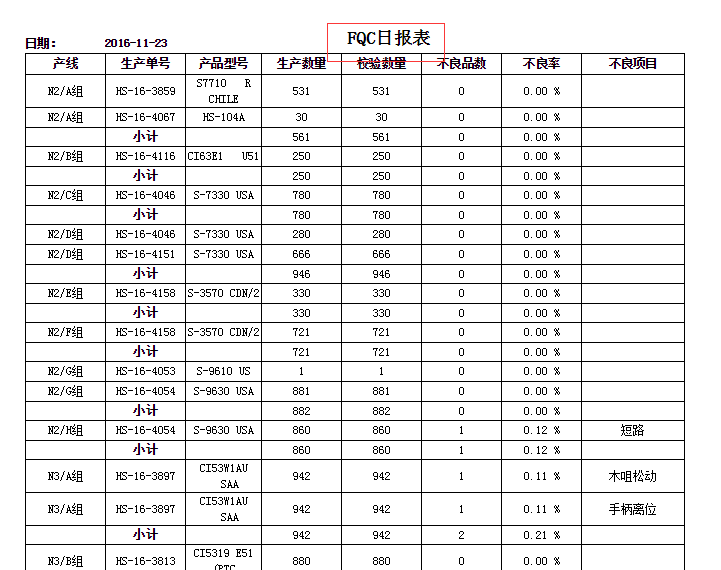 FQC日报表
日期: 2016-11-23
产线 生产单号 产品型号 生产数量 校验数量 不良品数 不良率 不良项目
N2/A组 HS-16-3859 S7710 R CHILE 531 531 0 0.00 %
N2/A组 HS-16-4067 HS-104A 30 30 0 0.00 %
小计 561 561 0 0.00 %
N2/B组 HS-16-4116 CI63E1 U51 250 250 0 0.00 %
小计 250 250 0 0.00 %
N2/C组 HS-16-4046 S-7330 USA 780 780 0 0.00 %
小计 780 780 0 0.00 %
N2/D组 HS-16-4046 S-7330 USA 280 280 0 0.00 %
N2/D组 HS-16-4151 S-7330 USA 666 666 0 0.00 %
小计 946 946 0 0.00 %
N2/E组 HS-16-4158 S-3570 CDN/2 330 330 0 0.00 %
小计 330 330 0 0.00 %
N2/F组 HS-16-4158 S-3570 CDN/2 721 721 0 0.00 %
小计 721 721 0 0.00 %
N2/G组 HS-16-4053 S-9610 US 1 1 0 0.00 %
N2/G组 HS-16-4054 S-9630 USA 881 881 0 0.00 %
小计 882 882 0 0.00 %
N2/H组 HS-16-4054 S-9630 USA 860 860 1 0.12 % 短路
小计 860 860 1 0.12 %
N3/A组 HS-16-3897 CI53W1AU SAA 942 942 1 0.11 % 木咀松动
N3/A组 HS-16-3897 CI53W1AU SAA 942 942 1 0.11 % 手柄离位
小计 942 942 2 0.21 %
N3/B组 HS-16-3813 CI5319 E51 (PTC 880 880 0 0.00 %